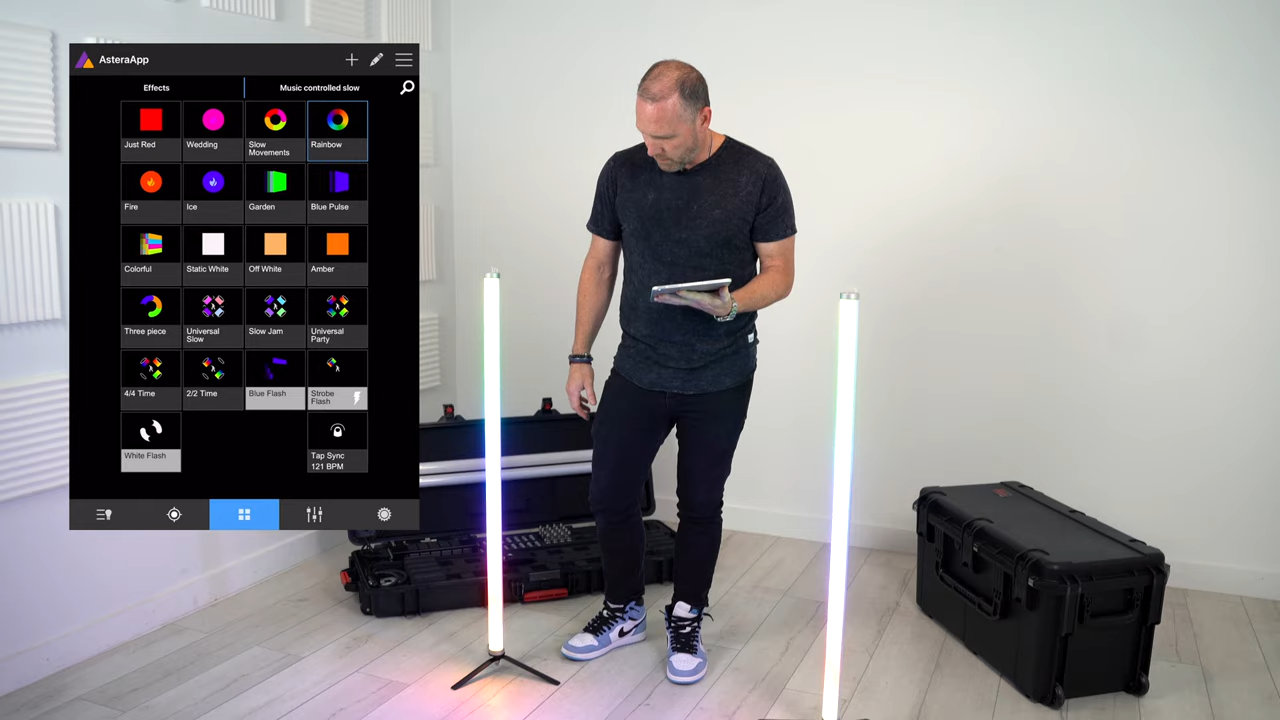 AsteraApp
Effects
Music controlled slow
Just Red
Wedding
Slow
Movements
Rainbow
Fire
Ice
Garden
Blue Pulse
Colorful
Static White
Off White
Amber
Three piece
Universal
Slow
Slow Jam
Universal
Party
4/4 Time
2/2 Time
Blue Flash
Strobe
Flash
White Flash
Tap Sync
121 BPM